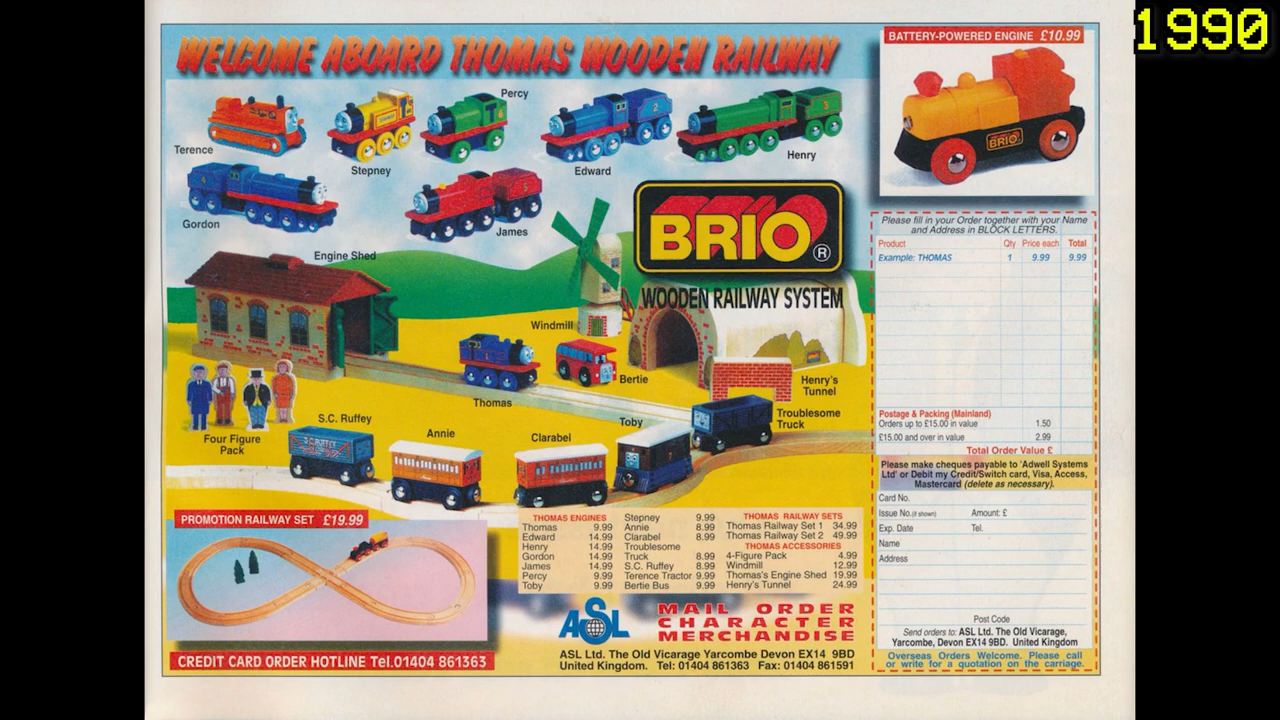 1990
WELCOME ABOARD THOMAS WOODEN RAILWAY
Terence
Stepney
Percy
Edward
Henry
Gordon
James
Engine Shed
BRIO®
WOODEN RAILWAY SYSTEM
Windmill
Thomas
Bertie
Henry's
Tunnel
Four Figure
Pack
S.C. Ruffey
Annie
Clarabel
Toby
Troublesome
Truck
PROMOTION RAILWAY SET £19.99
CREDIT CARD ORDER HOTLINE Tel.01404 861363
THOMAS ENGINES
Thomas 9.99
Edward 14.99
Henry 14.99
Gordon 14.99
James 14.99
Percy 9.99
Toby 9.99
Stepney 9.99
Annie 8.99
Clarabel 8.99
Troublesome
Truck 8.99
S.C. Ruffey 8.99
Terence Tractor 9.99
Bertie Bus 9.99
THOMAS RAILWAY SETS
Thomas Railway Set 1 34.99
Thomas Railway Set 2 49.99
THOMAS ACCESSORIES
4-Figure Pack 4.99
Windmill 12.99
Thomas's Engine Shed 19.99
Henry's Tunnel 24.99
ASL
MAIL ORDER
CHARACTER
MERCHANDISE
ASL Ltd. The Old Vicarage Yarcombe Devon EX14 9BD
United Kingdom. Tel: 01404 861363 Fax: 01404 861591
BATTERY-POWERED ENGINE £10.99
BRIO
Please fill in your Order together with your Name
and Address in BLOCK LETTERS.
Product Qty Price each Total
Example: THOMAS 1 9.99 9.99
Postage & Packing (Mainland)
Orders up to £15.00 in value 1.50
£15.00 and over in value 2.99
Total Order Value £
Please make cheques payable to 'Adwell Systems
Ltd' or Debit my Credit/Switch card, Visa, Access,
Mastercard (delete as necessary).
Card No.
Issue No.(if shown) Amount: £
Exp. Date Tel.
Name
Address
Post Code
Send orders to: ASL Ltd. The Old Vicarage,
Yarcombe, Devon EX14 9BD. United Kingdom
Overseas Orders Welcome. Please call
or write for a quotation on the carriage.